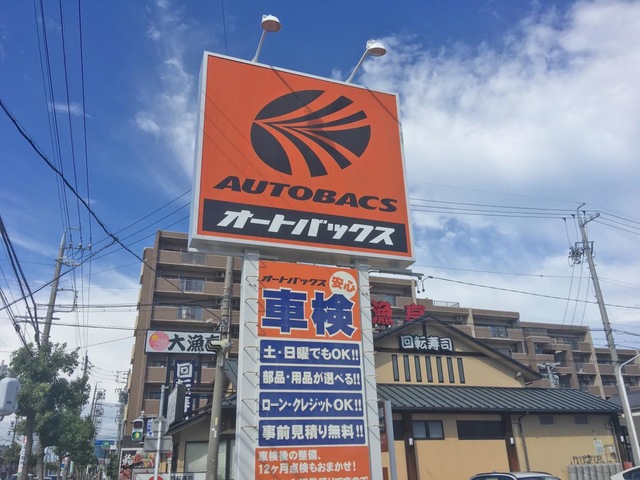 AUTOBACS
オートバックス
オートバックス
安心
車検
土・日曜でもOK!!
部品・用品が選べる!!
ローン・クレジットOK!!
事前見積り無料!!
車検後の整備、
12ヶ月点検もおまかせ!
大漁
回転寿司
回